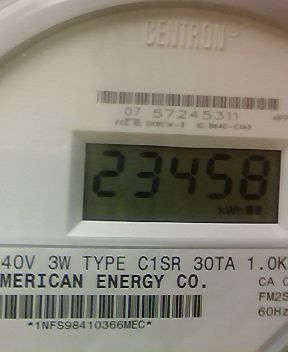 CENTRON®
07 57245311
23458
kWh
40V 3W TYPE C1SR 30TA 1.0K
MERICAN ENERGY CO.
CA
FM2S
60Hz
*1NFS98410366MEC*